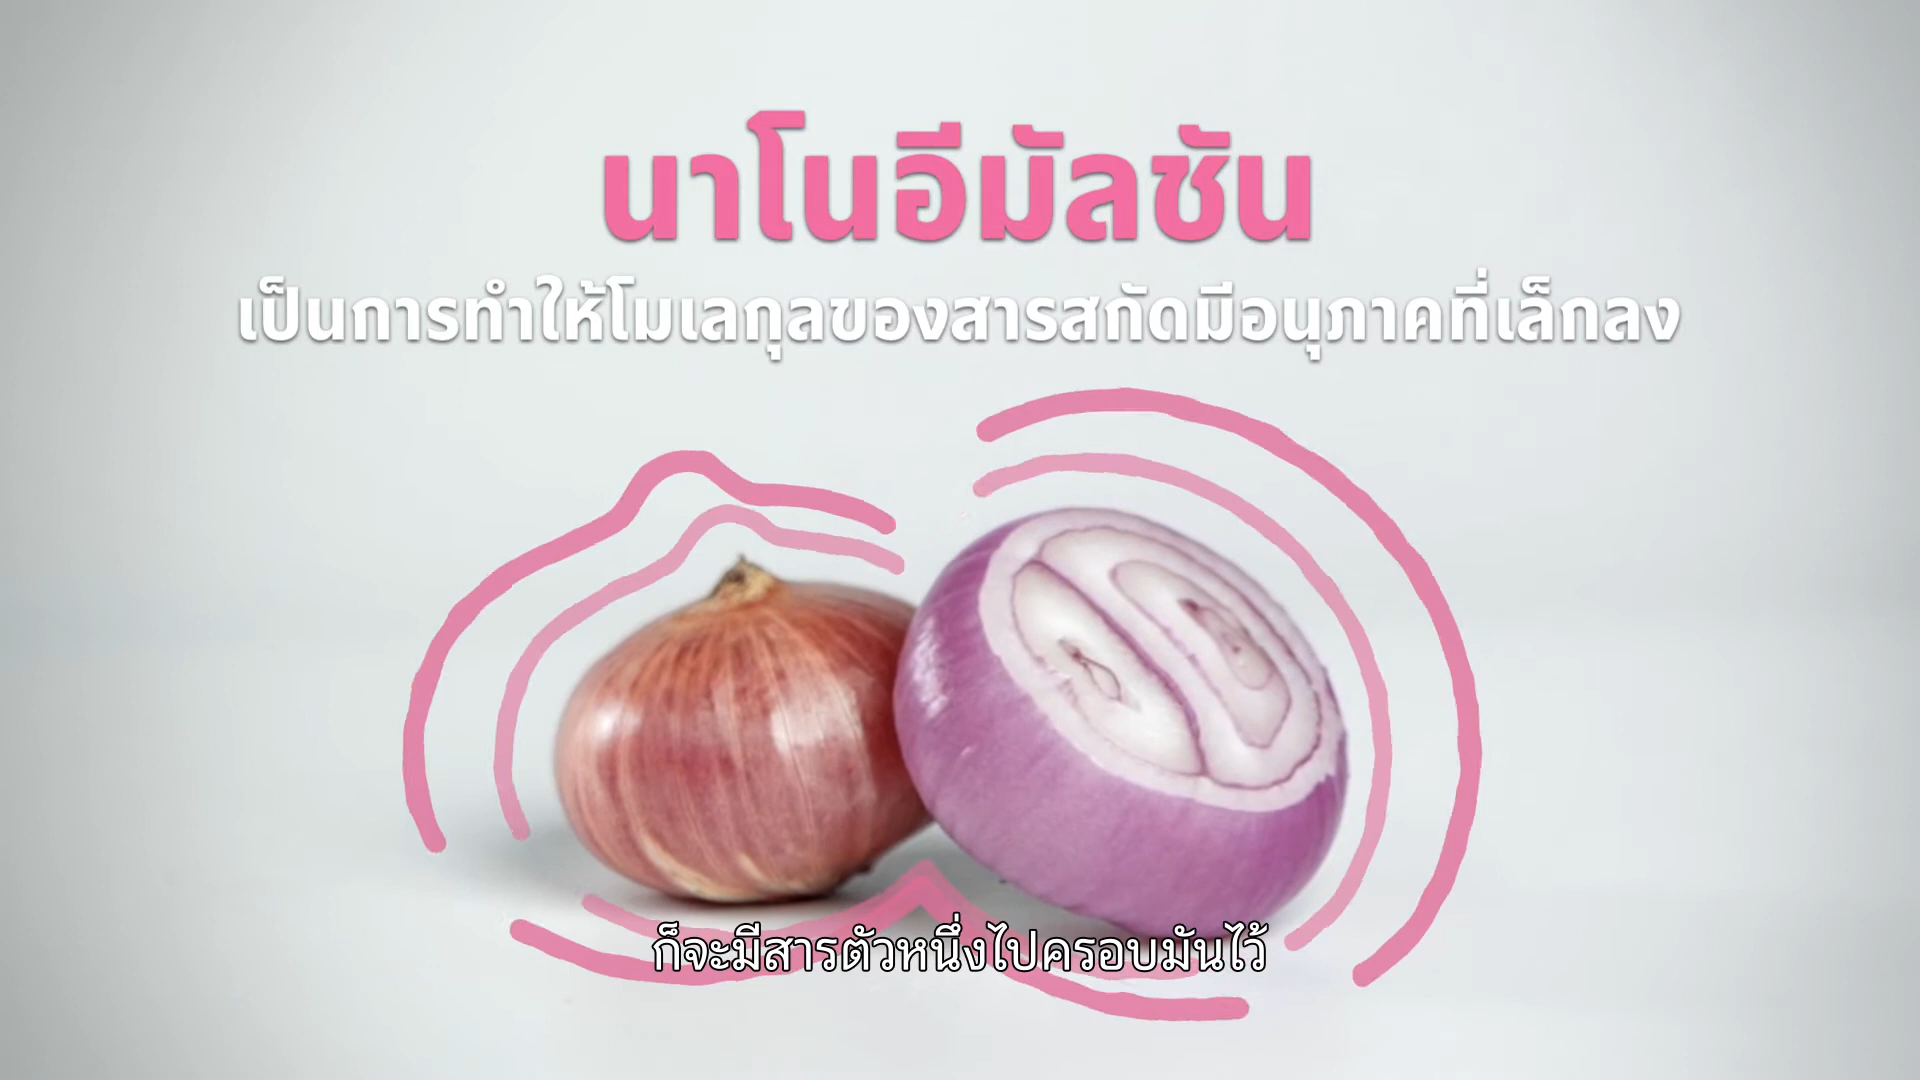 นาโนอีมัลชัน
เป็นการทำให้โมเลกุลของสารสกัดมีอนุภาคที่เล็กลง
ก็จะมีสารตัวหนึ่งไปครอบมันไว้